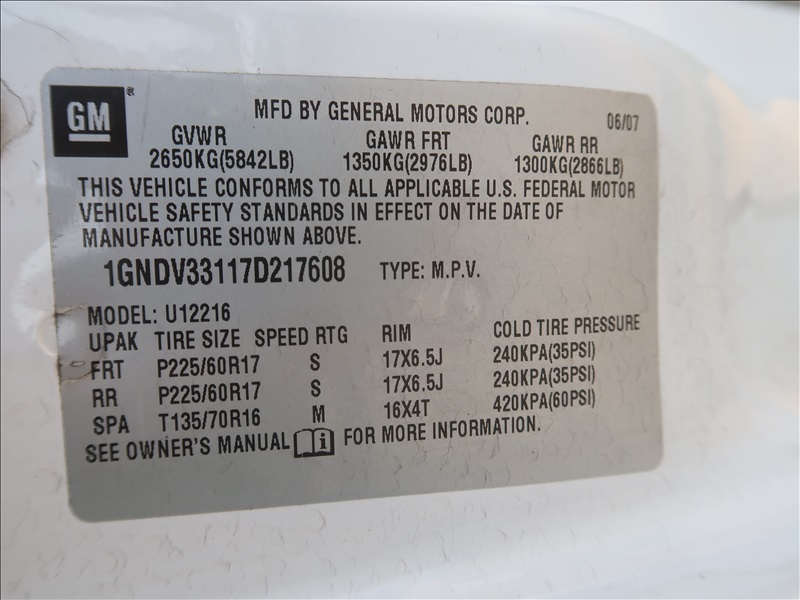 GM®
MFD BY GENERAL MOTORS CORP. 06/07
GVWR GAWR FRT GAWR RR
2650KG(5842LB) 1350KG(2976LB) 1300KG(2866LB)
THIS VEHICLE CONFORMS TO ALL APPLICABLE U.S. FEDERAL MOTOR
VEHICLE SAFETY STANDARDS IN EFFECT ON THE DATE OF
MANUFACTURE SHOWN ABOVE.
1GNDV33117D217608 TYPE: M.P.V.
MODEL: U12216
UPAK TIRE SIZE SPEED RTG RIM COLD TIRE PRESSURE
FRT P225/60R17 S 17X6.5J 240KPA(35PSI)
RR P225/60R17 S 17X6.5J 240KPA(35PSI)
SPA T135/70R16 M 16X4T 420KPA(60PSI)
SEE OWNER'S MANUAL i FOR MORE INFORMATION.